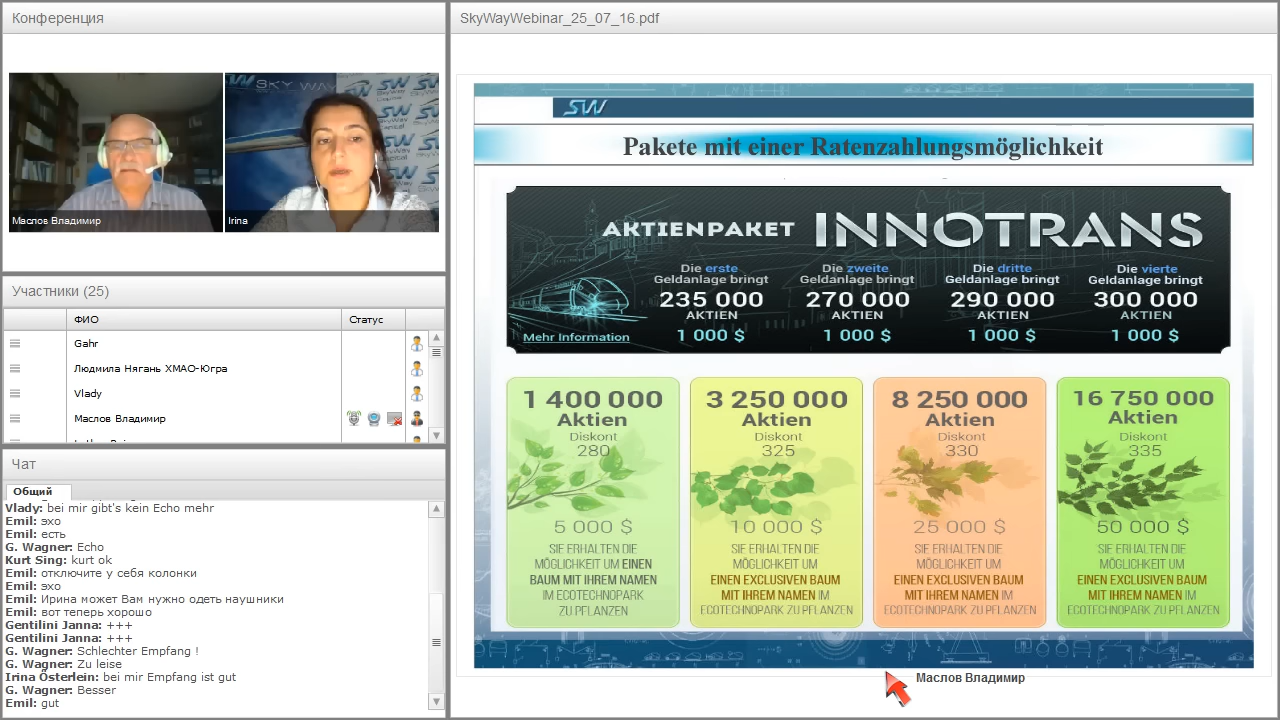 Конференция
Маслов Владимир
Irina
SKY WAY
Участники (25)
ФИО
Статус
Gahr
Людмила Нягань ХМАО-Югра
Vlady
Маслов Владимир
Чат
Общий
Vlady: bei mir gibt's kein Echo mehr
Emil: эхо
Emil: есть
G. Wagner: Echo
Kurt Sing: kurt ok
Emil: отключите у себя колонки
Emil: эхо
Emil: Ирина может Вам нужно одеть наушники
Emil: вот теперь хорошо
Gentilini Janna: +++
Gentilini Janna: +++
G. Wagner: Schlechter Empfang !
G. Wagner: Zu leise
Irina Österlein: bei mir Empfang ist gut
G. Wagner: Besser
Emil: gut
SkyWayWebinar_25_07_16.pdf
SW
Pakete mit einer Ratenzahlungsmöglichkeit
AKTIENPAKET INNOTRANS
Die erste
Geldanlage bringt
235 000
AKTIEN
1 000 $
Die zweite
Geldanlage bringt
270 000
AKTIEN
1 000 $
Die dritte
Geldanlage bringt
290 000
AKTIEN
1 000 $
Die vierte
Geldanlage bringt
300 000
AKTIEN
1 000 $
Mehr Information
1 400 000
Aktien
Diskont
280
5 000 $
SIE ERHALTEN DIE
MÖGLICHKEIT UM EINEN
BAUM MIT IHREM NAMEN
IM ECOTECHNOPARK
ZU PFLANZEN
3 250 000
Aktien
Diskont
325
10 000 $
SIE ERHALTEN DIE
MÖGLICHKEIT UM
EINEN EXCLUSIVEN BAUM
MIT IHREM NAMEN IM
ECOTECHNOPARK ZU PFLANZEN
8 250 000
Aktien
Diskont
330
25 000 $
SIE ERHALTEN DIE
MÖGLICHKEIT UM
EINEN EXCLUSIVEN BAUM
MIT IHREM NAMEN IM
ECOTECHNOPARK ZU PFLANZEN
16 750 000
Aktien
Diskont
335
50 000 $
SIE ERHALTEN DIE
MÖGLICHKEIT UM
EINEN EXCLUSIVEN BAUM
MIT IHREM NAMEN IM
ECOTECHNOPARK ZU PFLANZEN
Маслов Владимир